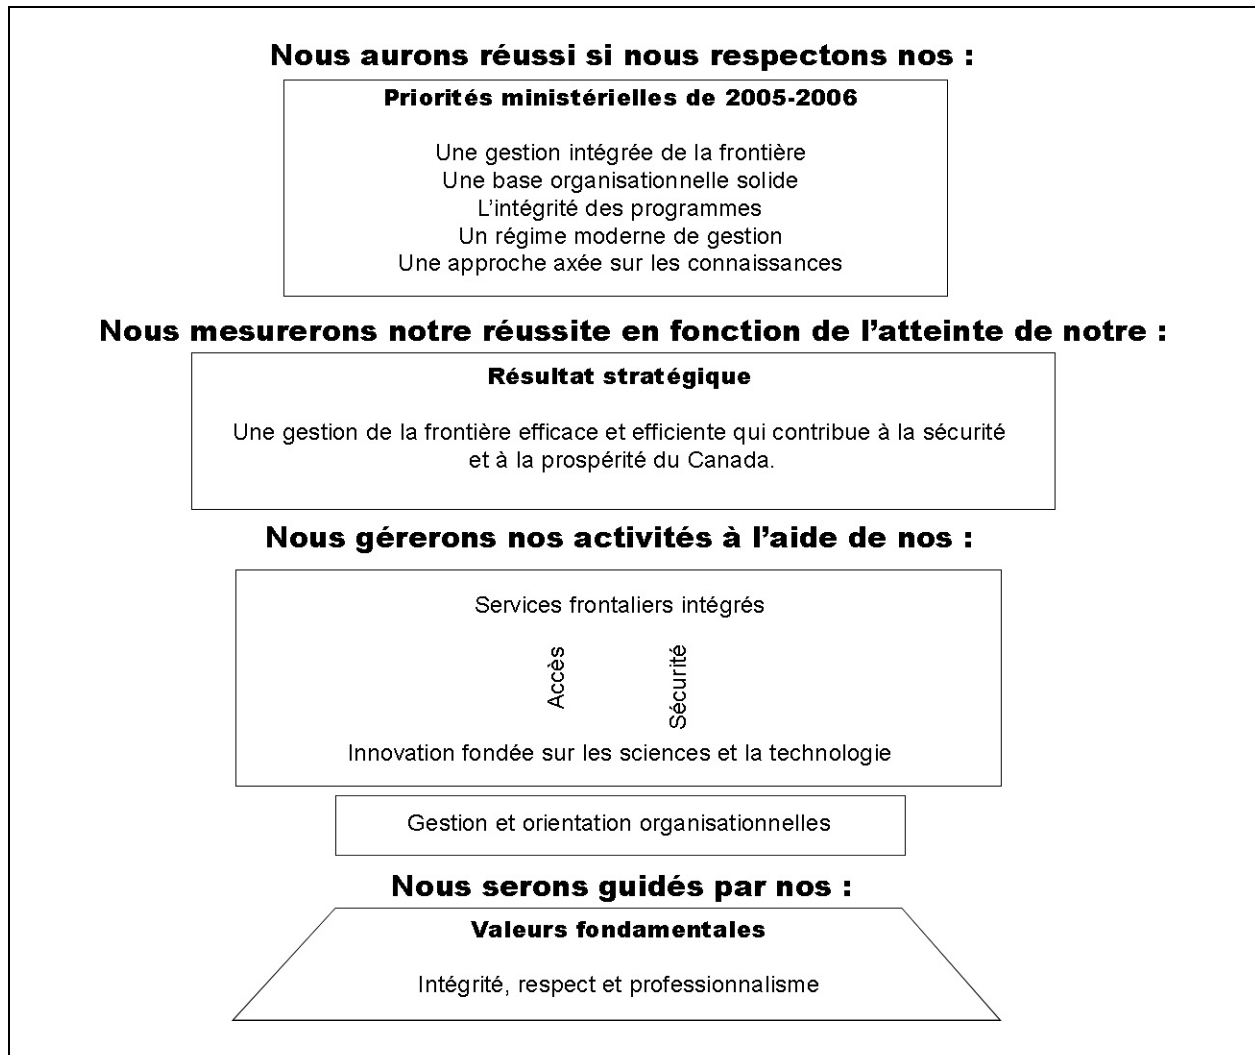 Nous aurons réussi si nous respectons nos :
Priorités ministérielles de 2005-2006
Une gestion intégrée de la frontière
Une base organisationnelle solide
L'intégrité des programmes
Un régime moderne de gestion
Une approche axée sur les connaissances
Nous mesurerons notre réussite en fonction de l'atteinte de notre :
Résultat stratégique
Une gestion de la frontière efficace et efficiente qui contribue à la sécurité
et à la prospérité du Canada.
Nous gérerons nos activités à l'aide de nos :
Services frontaliers intégrés
Accès
Sécurité
Innovation fondée sur les sciences et la technologie
Gestion et orientation organisationnelles
Nous serons guidés par nos :
Valeurs fondamentales
Intégrité, respect et professionnalisme